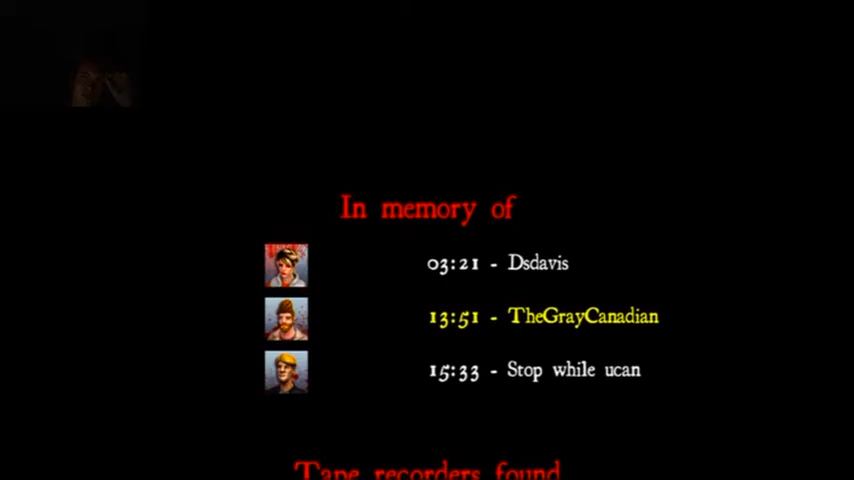 In memory of
03:21 - Dsdavis
13:51 - TheGrayCanadian
15:33 - Stop while ucan
Tape recorders found